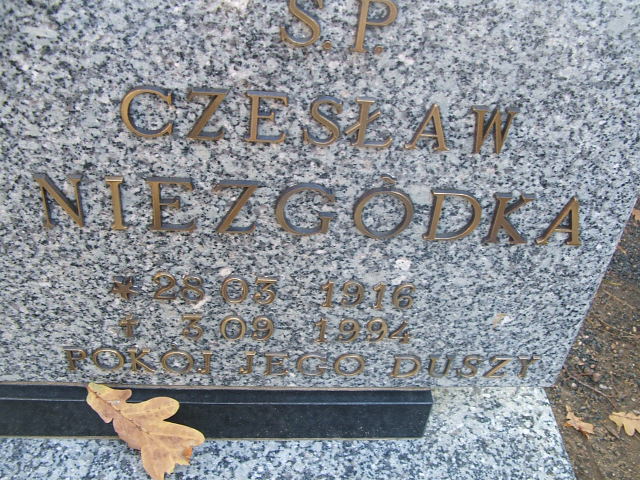 S.P.
CZESŁAW
NIEZGÓDKA
* 28 03 1916
† 3 09 1994
POKÓJ JEGO DUSZY